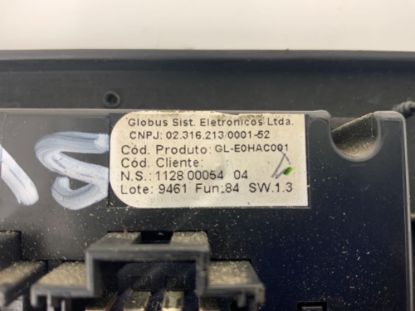 Globus Sist. Eletronicos Ltda.
CNPJ: 02.316.213/0001-52
Cód. Produto: GL-E0HAC001
Cód. Cliente:
N.S.: 1128 00054 04
Lote: 9461 Fun.84 SW.1.3